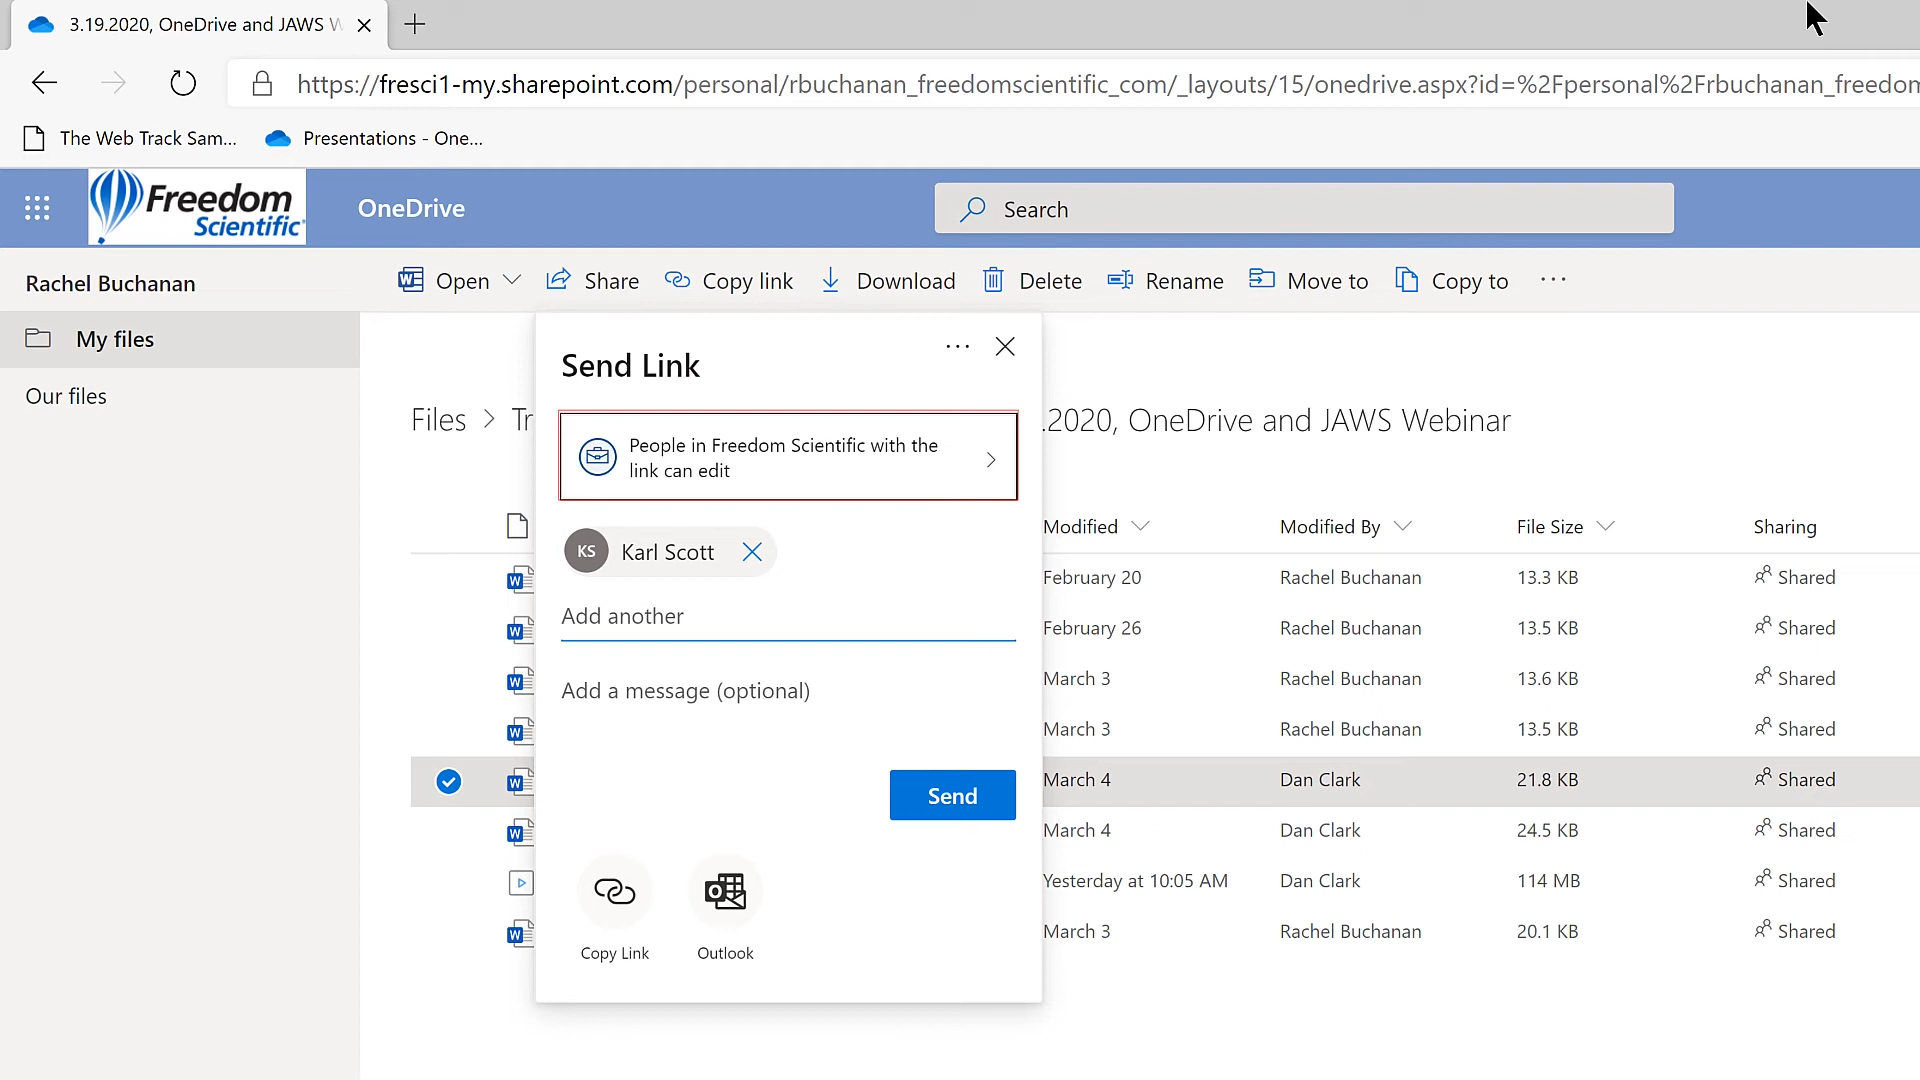 3.19.2020, OneDrive and JAWS W
https://fresci1-my.sharepoint.com/personal/rbuchanan_freedomscientific_com/_layouts/15/onedrive.aspx?id=%2Fpersonal%2Frbuchanan_freedom
The Web Track Sam...
Presentations - One...
Freedom
Scientific
OneDrive
Search
Rachel Buchanan
Open
Share
Copy link
Download
Delete
Rename
Move to
Copy to
My files
Our files
Files > Tr
.2020, OneDrive and JAWS Webinar
Send Link
People in Freedom Scientific with the
link can edit
KS
Karl Scott
Add another
Add a message (optional)
Send
Copy Link
Outlook
Modified
Modified By
File Size
Sharing
February 20 Rachel Buchanan 13.3 KB Shared
February 26 Rachel Buchanan 13.5 KB Shared
March 3 Rachel Buchanan 13.6 KB Shared
March 3 Rachel Buchanan 13.5 KB Shared
March 4 Dan Clark 21.8 KB Shared
March 4 Dan Clark 24.5 KB Shared
Yesterday at 10:05 AM Dan Clark 114 MB Shared
March 3 Rachel Buchanan 20.1 KB Shared